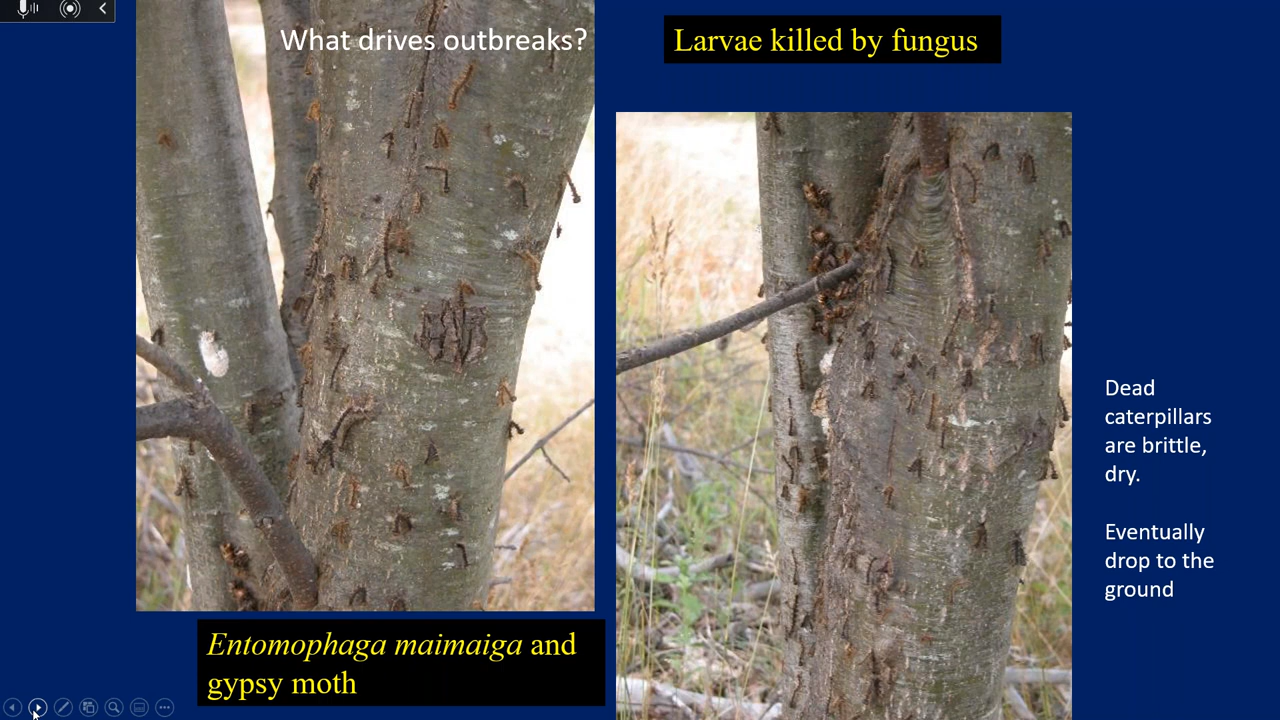 What drives outbreaks?
Larvae killed by fungus
Dead
caterpillars
are brittle,
dry.
Eventually
drop to the
ground
Entomophaga maimaiga and
gypsy moth